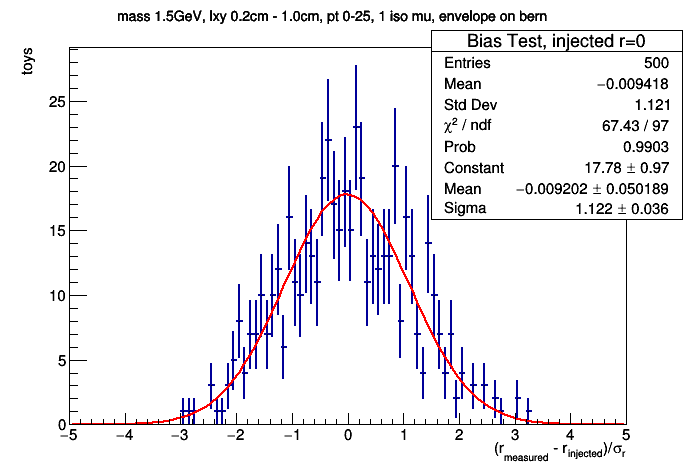 mass 1.5GeV, lxy 0.2cm - 1.0cm, pt 0-25, 1 iso mu, envelope on bern
toys
Bias Test, injected r=0
Entries 500
Mean −0.009418
Std Dev 1.121
χ² / ndf 67.43 / 97
Prob 0.9903
Constant 17.78 ± 0.97
Mean −0.009202 ± 0.050189
Sigma 1.122 ± 0.036
25
20
15
10
5
0
−5 −4 −3 −2 −1 0 1 2 3 4 5
(r_measured - r_injected)/σ_r